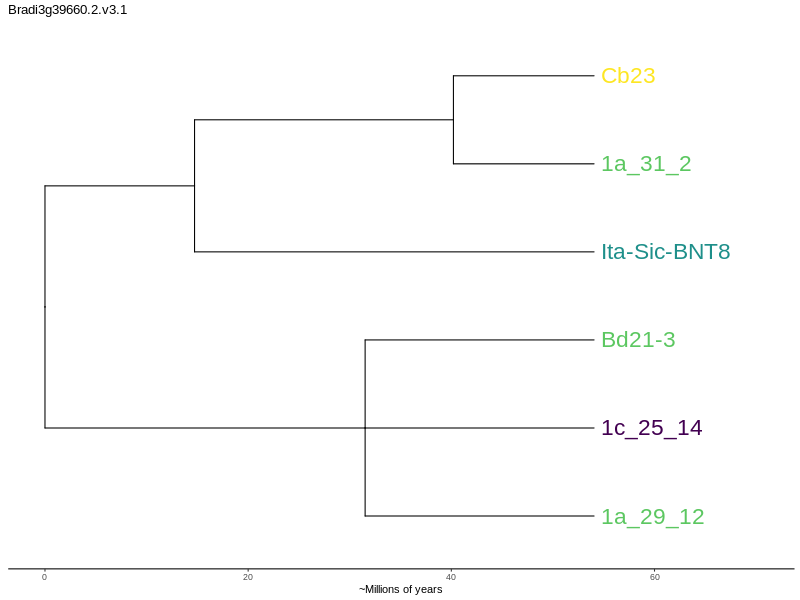 Bradi3g39660.2.v3.1
Cb23
1a_31_2
Ita-Sic-BNT8
Bd21-3
1c_25_14
1a_29_12
0 20 40 60
~Millions of years